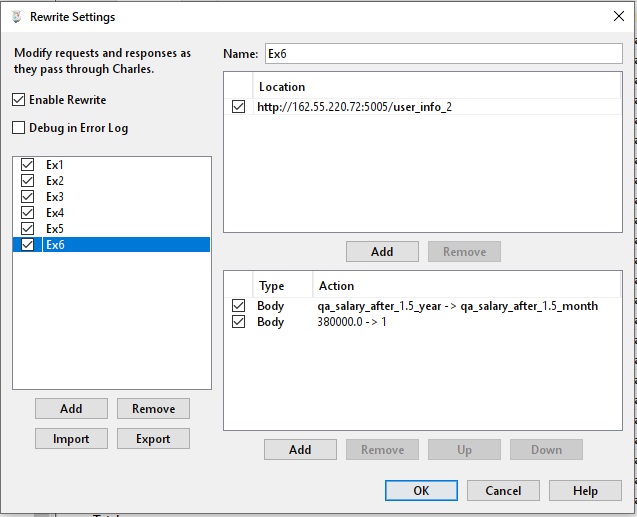 Rewrite Settings
Modify requests and responses as
they pass through Charles.
Enable Rewrite
Debug in Error Log
Ex1
Ex2
Ex3
Ex4
Ex5
Ex6
Add Remove
Import Export
Name: Ex6
Location
http://162.55.220.72:5005/user_info_2
Add Remove
Type Action
Body qa_salary_after_1.5_year -> qa_salary_after_1.5_month
Body 380000.0 -> 1
Add Remove Up Down
OK Cancel Help